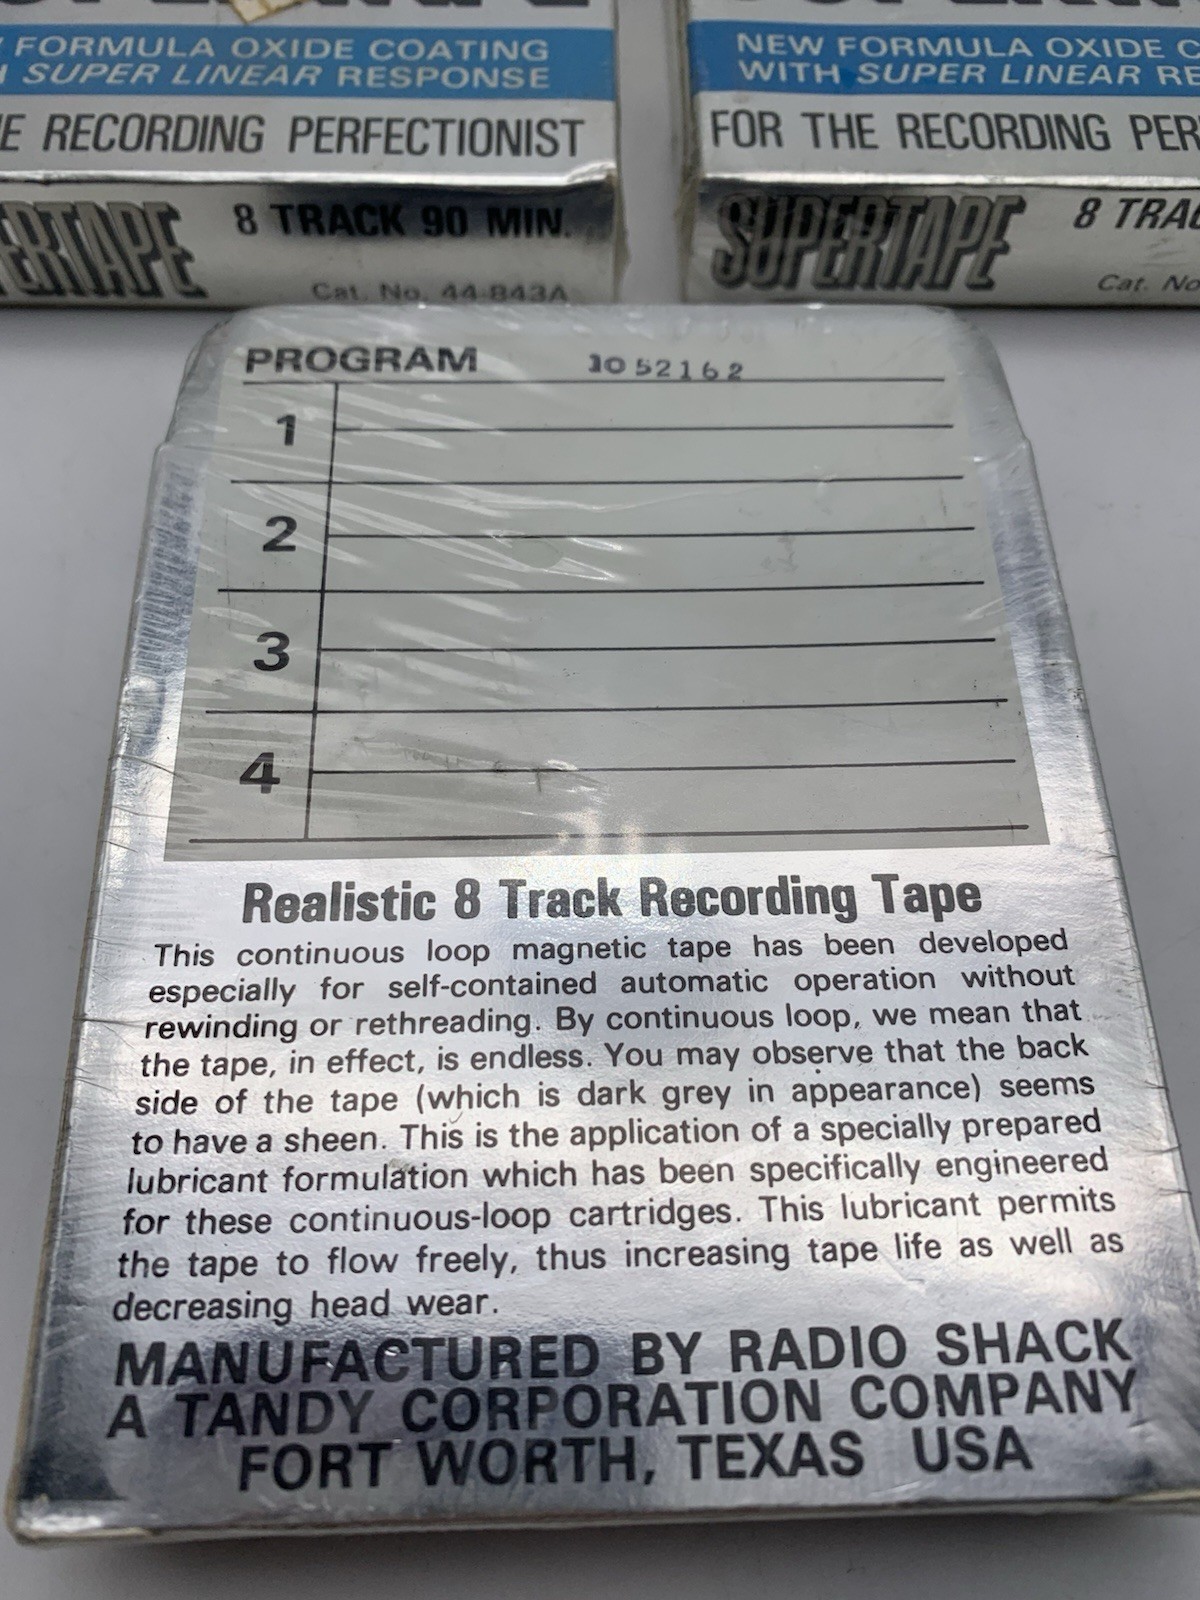 FORMULA OXIDE COATING
SUPER LINEAR RESPONSE
RECORDING PERFECTIONIST
8 TRACK 90 MIN.
Cat. No. 44-843A
NEW FORMULA OXIDE
WITH SUPER LINEAR
FOR THE RECORDING
SUPERTAPE
8
Cat. No
PROGRAM 1052162
1
2
3
4
Realistic 8 Track Recording Tape
This continuous loop magnetic tape has been developed
especially for self-contained automatic operation without
rewinding or rethreading. By continuous loop, we mean that
the tape, in effect, is endless. You may observe that the back
side of the tape (which is dark grey in appearance) seems
to have a sheen. This is the application of a specially prepared
lubricant formulation which has been specifically engineered
for these continuous-loop cartridges. This lubricant permits
the tape to flow freely, thus increasing tape life as well as
decreasing head wear.
MANUFACTURED BY RADIO SHACK
A TANDY CORPORATION COMPANY
FORT WORTH, TEXAS USA